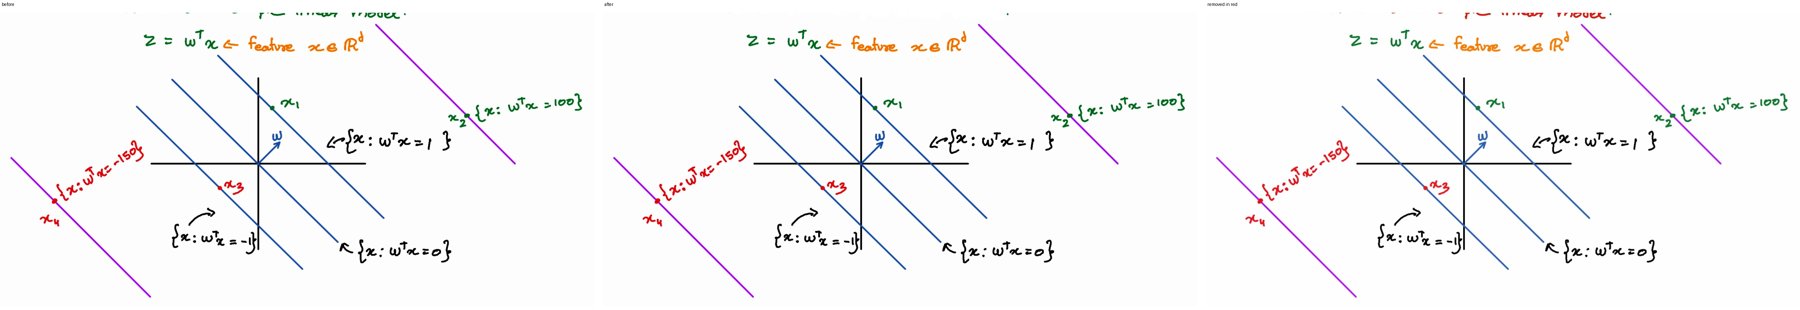 before
after
removed in red
Z = wᵀx ← feature x ∈ ℝᵈ
x₁
x₂ {x: wᵀx = 100}
w
{x: wᵀx = 1 }
{x: wᵀx = -150}
x₃
x₄
{x: wᵀx = -1}
{x: wᵀx = 0}
Z = wᵀx ← feature x ∈ ℝᵈ
x₁
x₂ {x: wᵀx = 100}
w
{x: wᵀx = 1 }
{x: wᵀx = -150}
x₃
x₄
{x: wᵀx = -1}
{x: wᵀx = 0}
Z = wᵀx ← feature x ∈ ℝᵈ
x₁
x₂ {x: wᵀx = 100}
w
{x: wᵀx = 1 }
{x: wᵀx = -150}
x₃
x₄
{x: wᵀx = -1}
{x: wᵀx = 0}